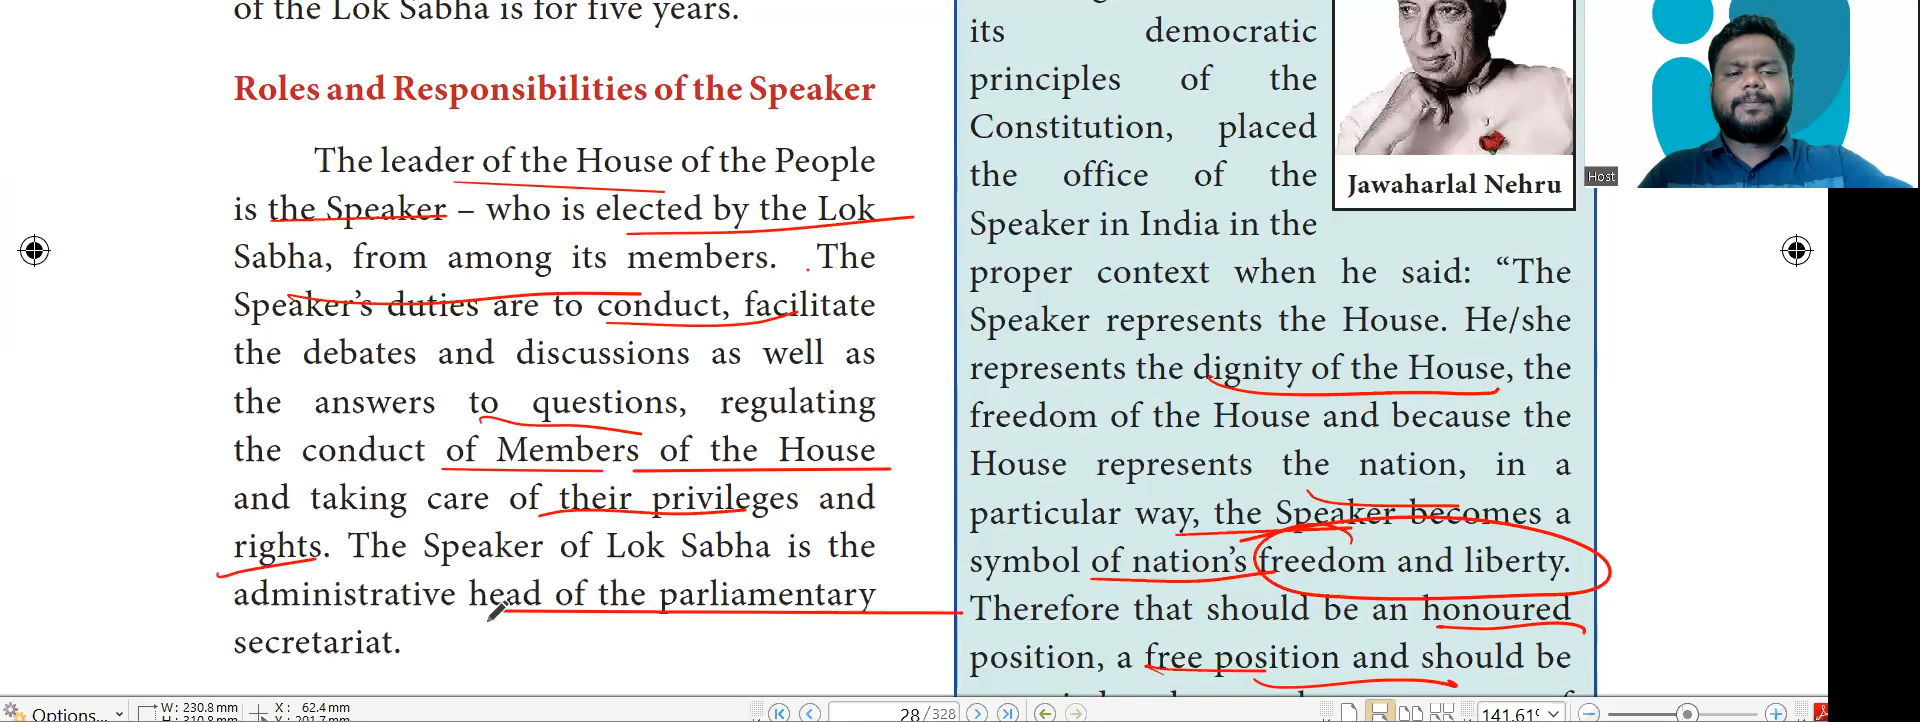 of the Lok Sabha is for five years.
Roles and Responsibilities of the Speaker
The leader of the House of the People
is the Speaker – who is elected by the Lok
Sabha, from among its members. The
Speaker's duties are to conduct, facilitate
the debates and discussions as well as
the answers to questions, regulating
the conduct of Members of the House
and taking care of their privileges and
rights. The Speaker of Lok Sabha is the
administrative head of the parliamentary
secretariat.
its democratic
principles of the
Constitution, placed
the office of the
Speaker in India in the
proper context when he said: “The
Speaker represents the House. He/she
represents the dignity of the House, the
freedom of the House and because the
House represents the nation, in a
particular way, the Speaker becomes a
symbol of nation's freedom and liberty.
Therefore that should be an honoured
position, a free position and should be
Jawaharlal Nehru
Host
Options...
W: 230.8 mm
H: 310.8 mm
X: 62.4 mm
Y: 201.7 mm
28 / 328
141.61%